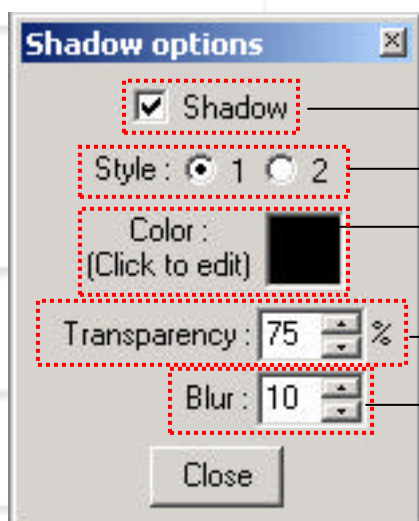 Shadow options
Shadow
Style : 1 2
Color :
(Click to edit)
Transparency : 75 %
Blur : 10
Close